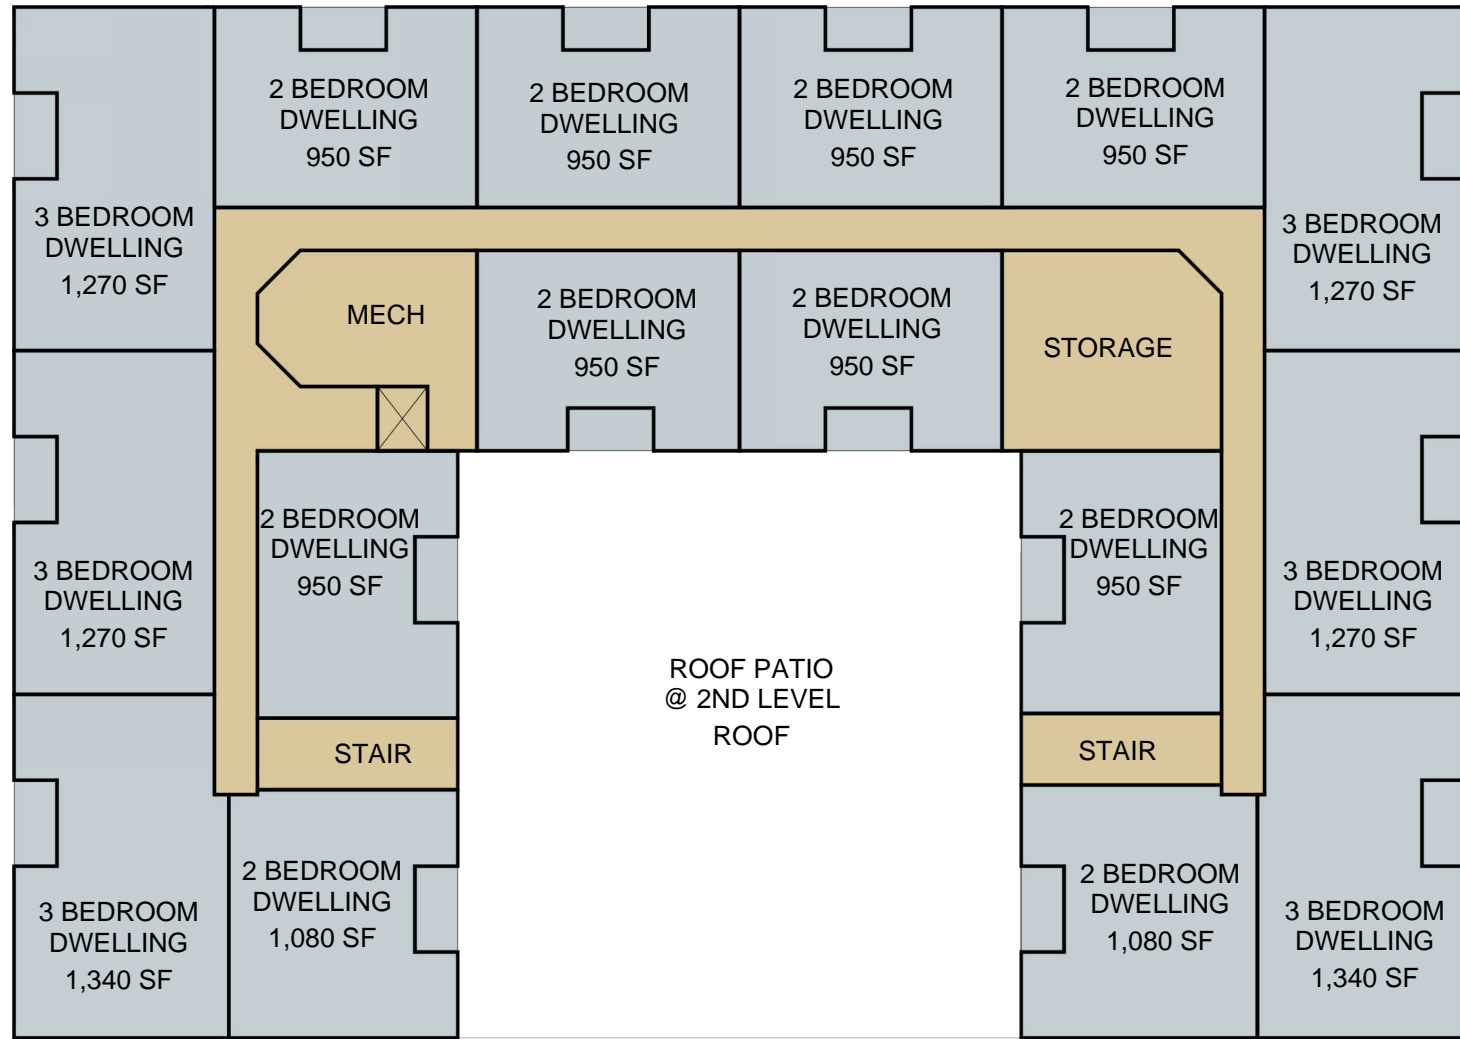 2 BEDROOM
DWELLING
950 SF
2 BEDROOM
DWELLING
950 SF
2 BEDROOM
DWELLING
950 SF
2 BEDROOM
DWELLING
950 SF
3 BEDROOM
DWELLING
1,270 SF
3 BEDROOM
DWELLING
1,270 SF
MECH
2 BEDROOM
DWELLING
950 SF
2 BEDROOM
DWELLING
950 SF
STORAGE
2 BEDROOM
DWELLING
950 SF
2 BEDROOM
DWELLING
950 SF
3 BEDROOM
DWELLING
1,270 SF
3 BEDROOM
DWELLING
1,270 SF
ROOF PATIO
@ 2ND LEVEL
ROOF
STAIR
STAIR
2 BEDROOM
DWELLING
1,080 SF
2 BEDROOM
DWELLING
1,080 SF
3 BEDROOM
DWELLING
1,340 SF
3 BEDROOM
DWELLING
1,340 SF